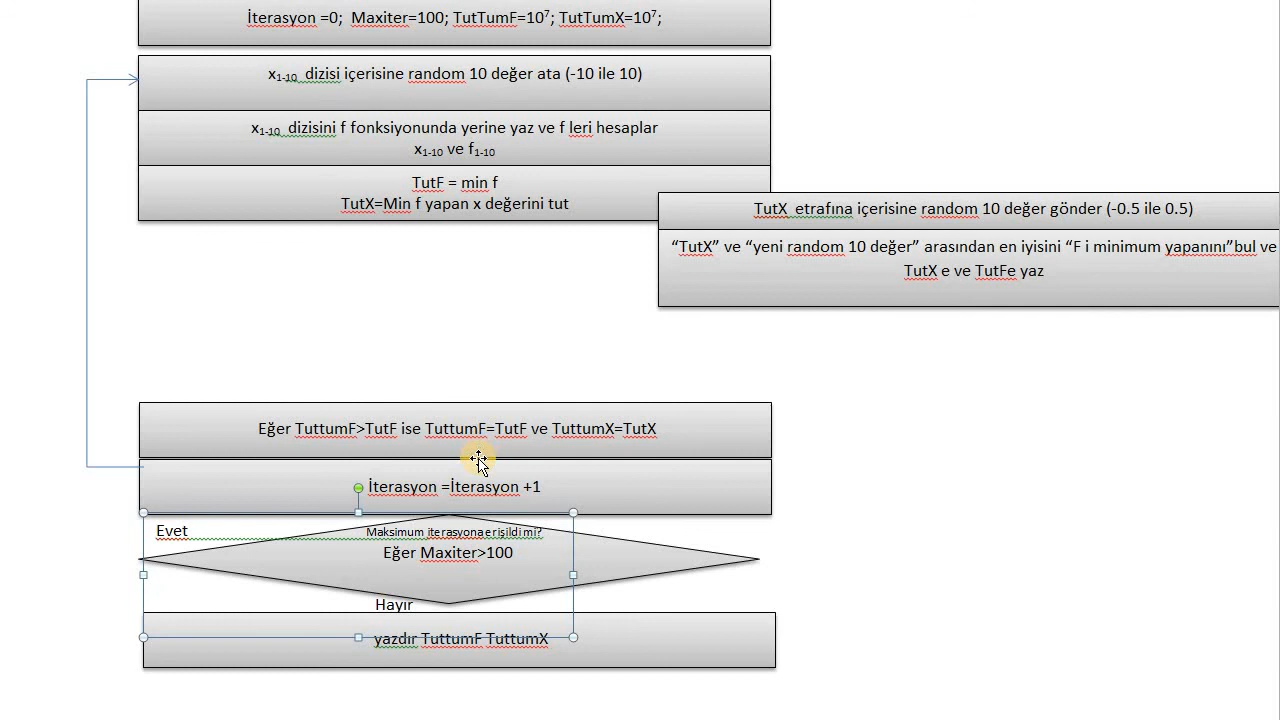 İterasyon =0;  Maxiter=100; TutTumF=10⁷; TutTumX=10⁷;
x₁₋₁₀ dizisi içerisine random 10 değer ata (-10 ile 10)
x₁₋₁₀ dizisini f fonksiyonunda yerine yaz ve f leri hesaplar
x₁₋₁₀ ve f₁₋₁₀
TutF = min f
TutX=Min f yapan x değerini tut
TutX etrafına içerisine random 10 değer gönder (-0.5 ile 0.5)
“TutX” ve “yeni random 10 değer” arasından en iyisini “F i minimum yapanını”bul ve
TutX e ve TutFe yaz
Eğer TuttumF>TutF ise TuttumF=TutF ve TuttumX=TutX
İterasyon =İterasyon +1
Evet
Maksimum iterasyona erişildi mi?
Eğer Maxiter>100
Hayır
yazdır TuttumF TuttumX